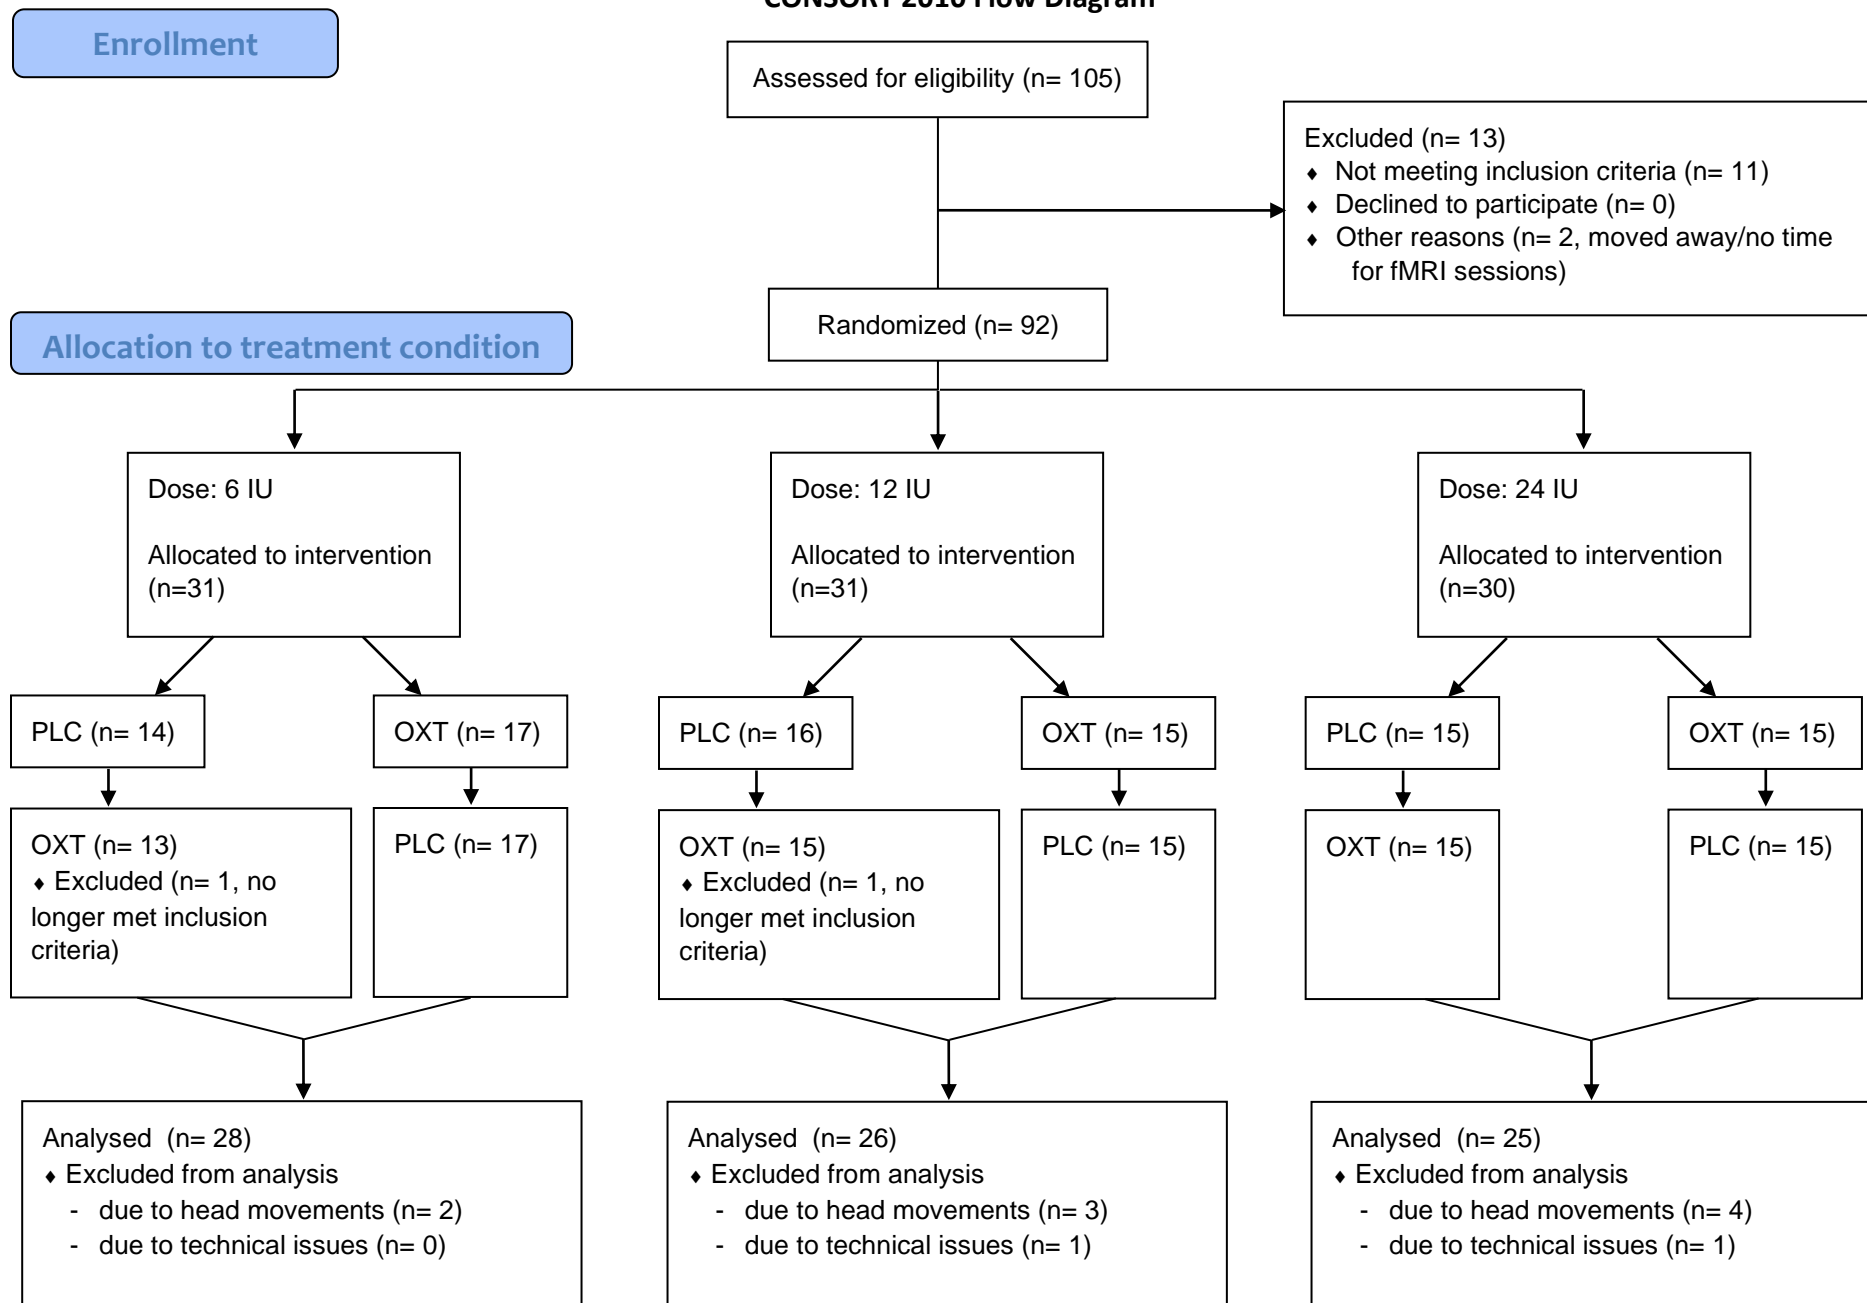 CONSORT 2010 Flow Diagram
Enrollment
Assessed for eligibility (n= 105)
Excluded (n= 13)
♦ Not meeting inclusion criteria (n= 11)
♦ Declined to participate (n= 0)
♦ Other reasons (n= 2, moved away/no time
for fMRI sessions)
Randomized (n= 92)
Allocation to treatment condition
Dose: 6 IU
Allocated to intervention
(n=31)
Dose: 12 IU
Allocated to intervention
(n=31)
Dose: 24 IU
Allocated to intervention
(n=30)
PLC (n= 14)
OXT (n= 17)
PLC (n= 16)
OXT (n= 15)
PLC (n= 15)
OXT (n= 15)
OXT (n= 13)
♦ Excluded (n= 1, no
longer met inclusion
criteria)
PLC (n= 17)
OXT (n= 15)
♦ Excluded (n= 1, no
longer met inclusion
criteria)
PLC (n= 15)
OXT (n= 15)
PLC (n= 15)
Analysed (n= 28)
♦ Excluded from analysis
- due to head movements (n= 2)
- due to technical issues (n= 0)
Analysed (n= 26)
♦ Excluded from analysis
- due to head movements (n= 3)
- due to technical issues (n= 1)
Analysed (n= 25)
♦ Excluded from analysis
- due to head movements (n= 4)
- due to technical issues (n= 1)